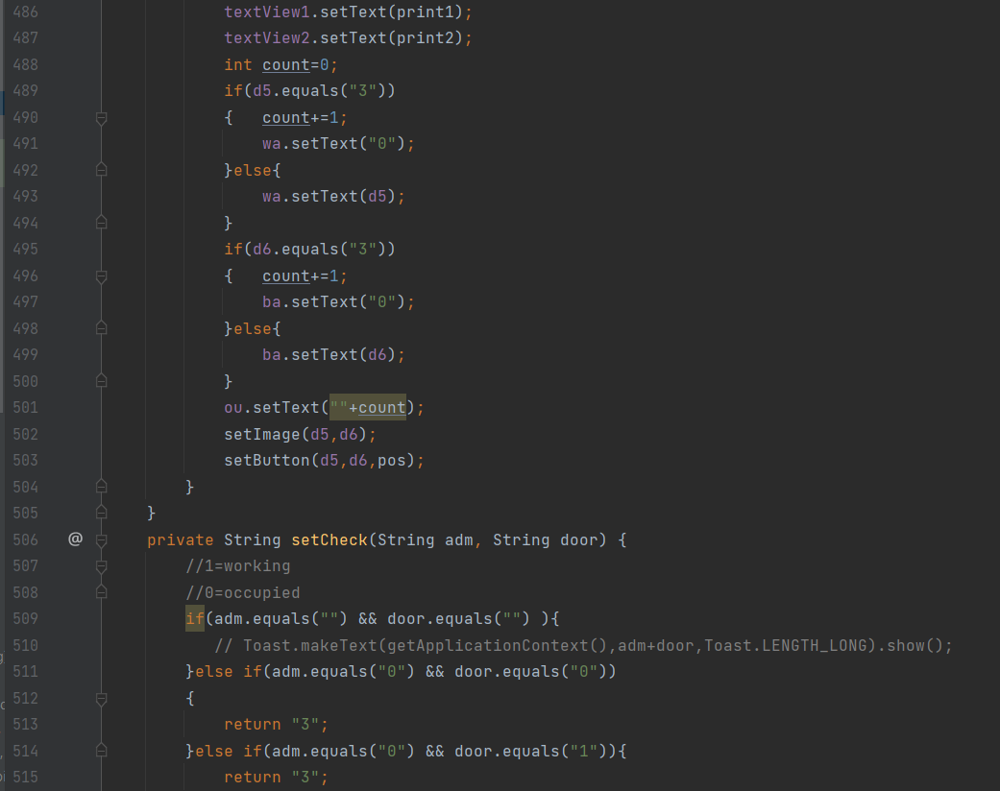 486 textView1.setText(print1);
487 textView2.setText(print2);
488 int count=0;
489 if(d5.equals("3"))
490 {   count+=1;
491 wa.setText("0");
492 }else{
493 wa.setText(d5);
494 }
495 if(d6.equals("3"))
496 {   count+=1;
497 ba.setText("0");
498 }else{
499 ba.setText(d6);
500 }
501 ou.setText(""+count);
502 setImage(d5,d6);
503 setButton(d5,d6,pos);
504 }
505 }
506 @ private String setCheck(String adm, String door) {
507 //1=working
508 //0=occupied
509 if(adm.equals("") && door.equals("") ){
510 // Toast.makeText(getApplicationContext(),adm+door,Toast.LENGTH_LONG).show();
511 }else if(adm.equals("0") && door.equals("0"))
512 {
513 return "3";
514 }else if(adm.equals("0") && door.equals("1")){
515 return "3";